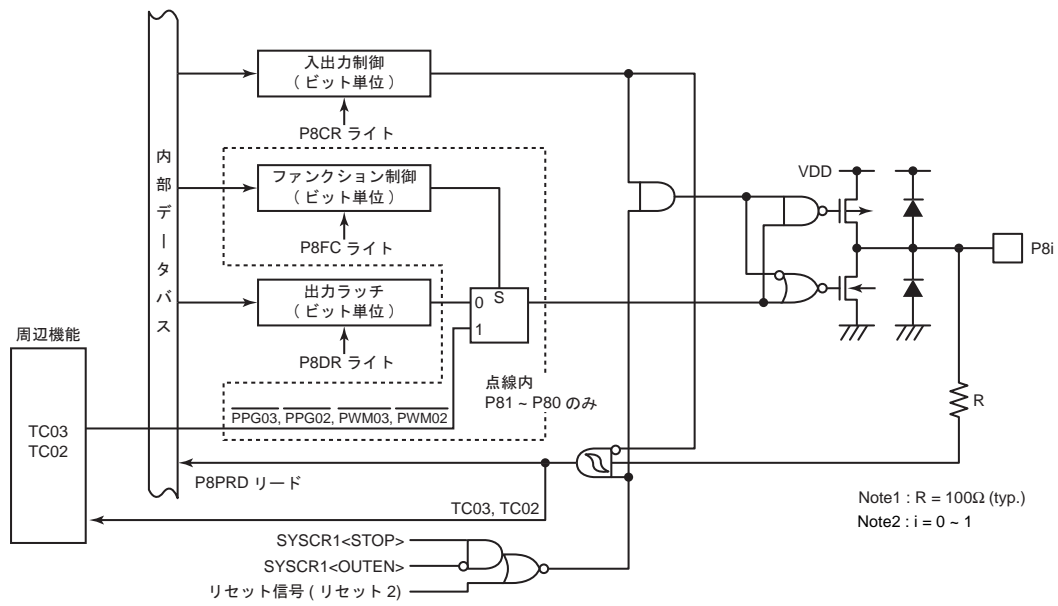 入出力制御
( ビット単位 )
P8CR ライト
内部データバス
ファンクション制御
( ビット単位 )
P8FC ライト
VDD
P8i
出力ラッチ
( ビット単位 )
P8DR ライト
0
S
1
周辺機能
TC03
TC02
点線内
P81 ~ P80 のみ
PPG03, PPG02, PWM03, PWM02
R
P8PRD リード
TC03, TC02
Note1 : R = 100Ω (typ.)
Note2 : i = 0 ~ 1
SYSCR1<STOP>
SYSCR1<OUTEN>
リセット信号 ( リセット 2)